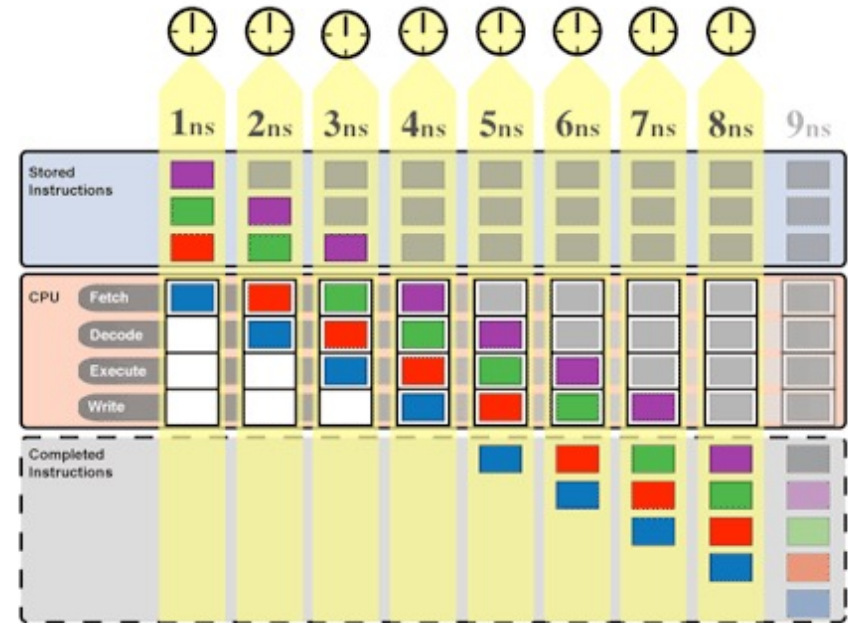 1ns 2ns 3ns 4ns 5ns 6ns 7ns 8ns 9ns
Stored
Instructions
CPU
Fetch
Decode
Execute
Write
Completed
Instructions